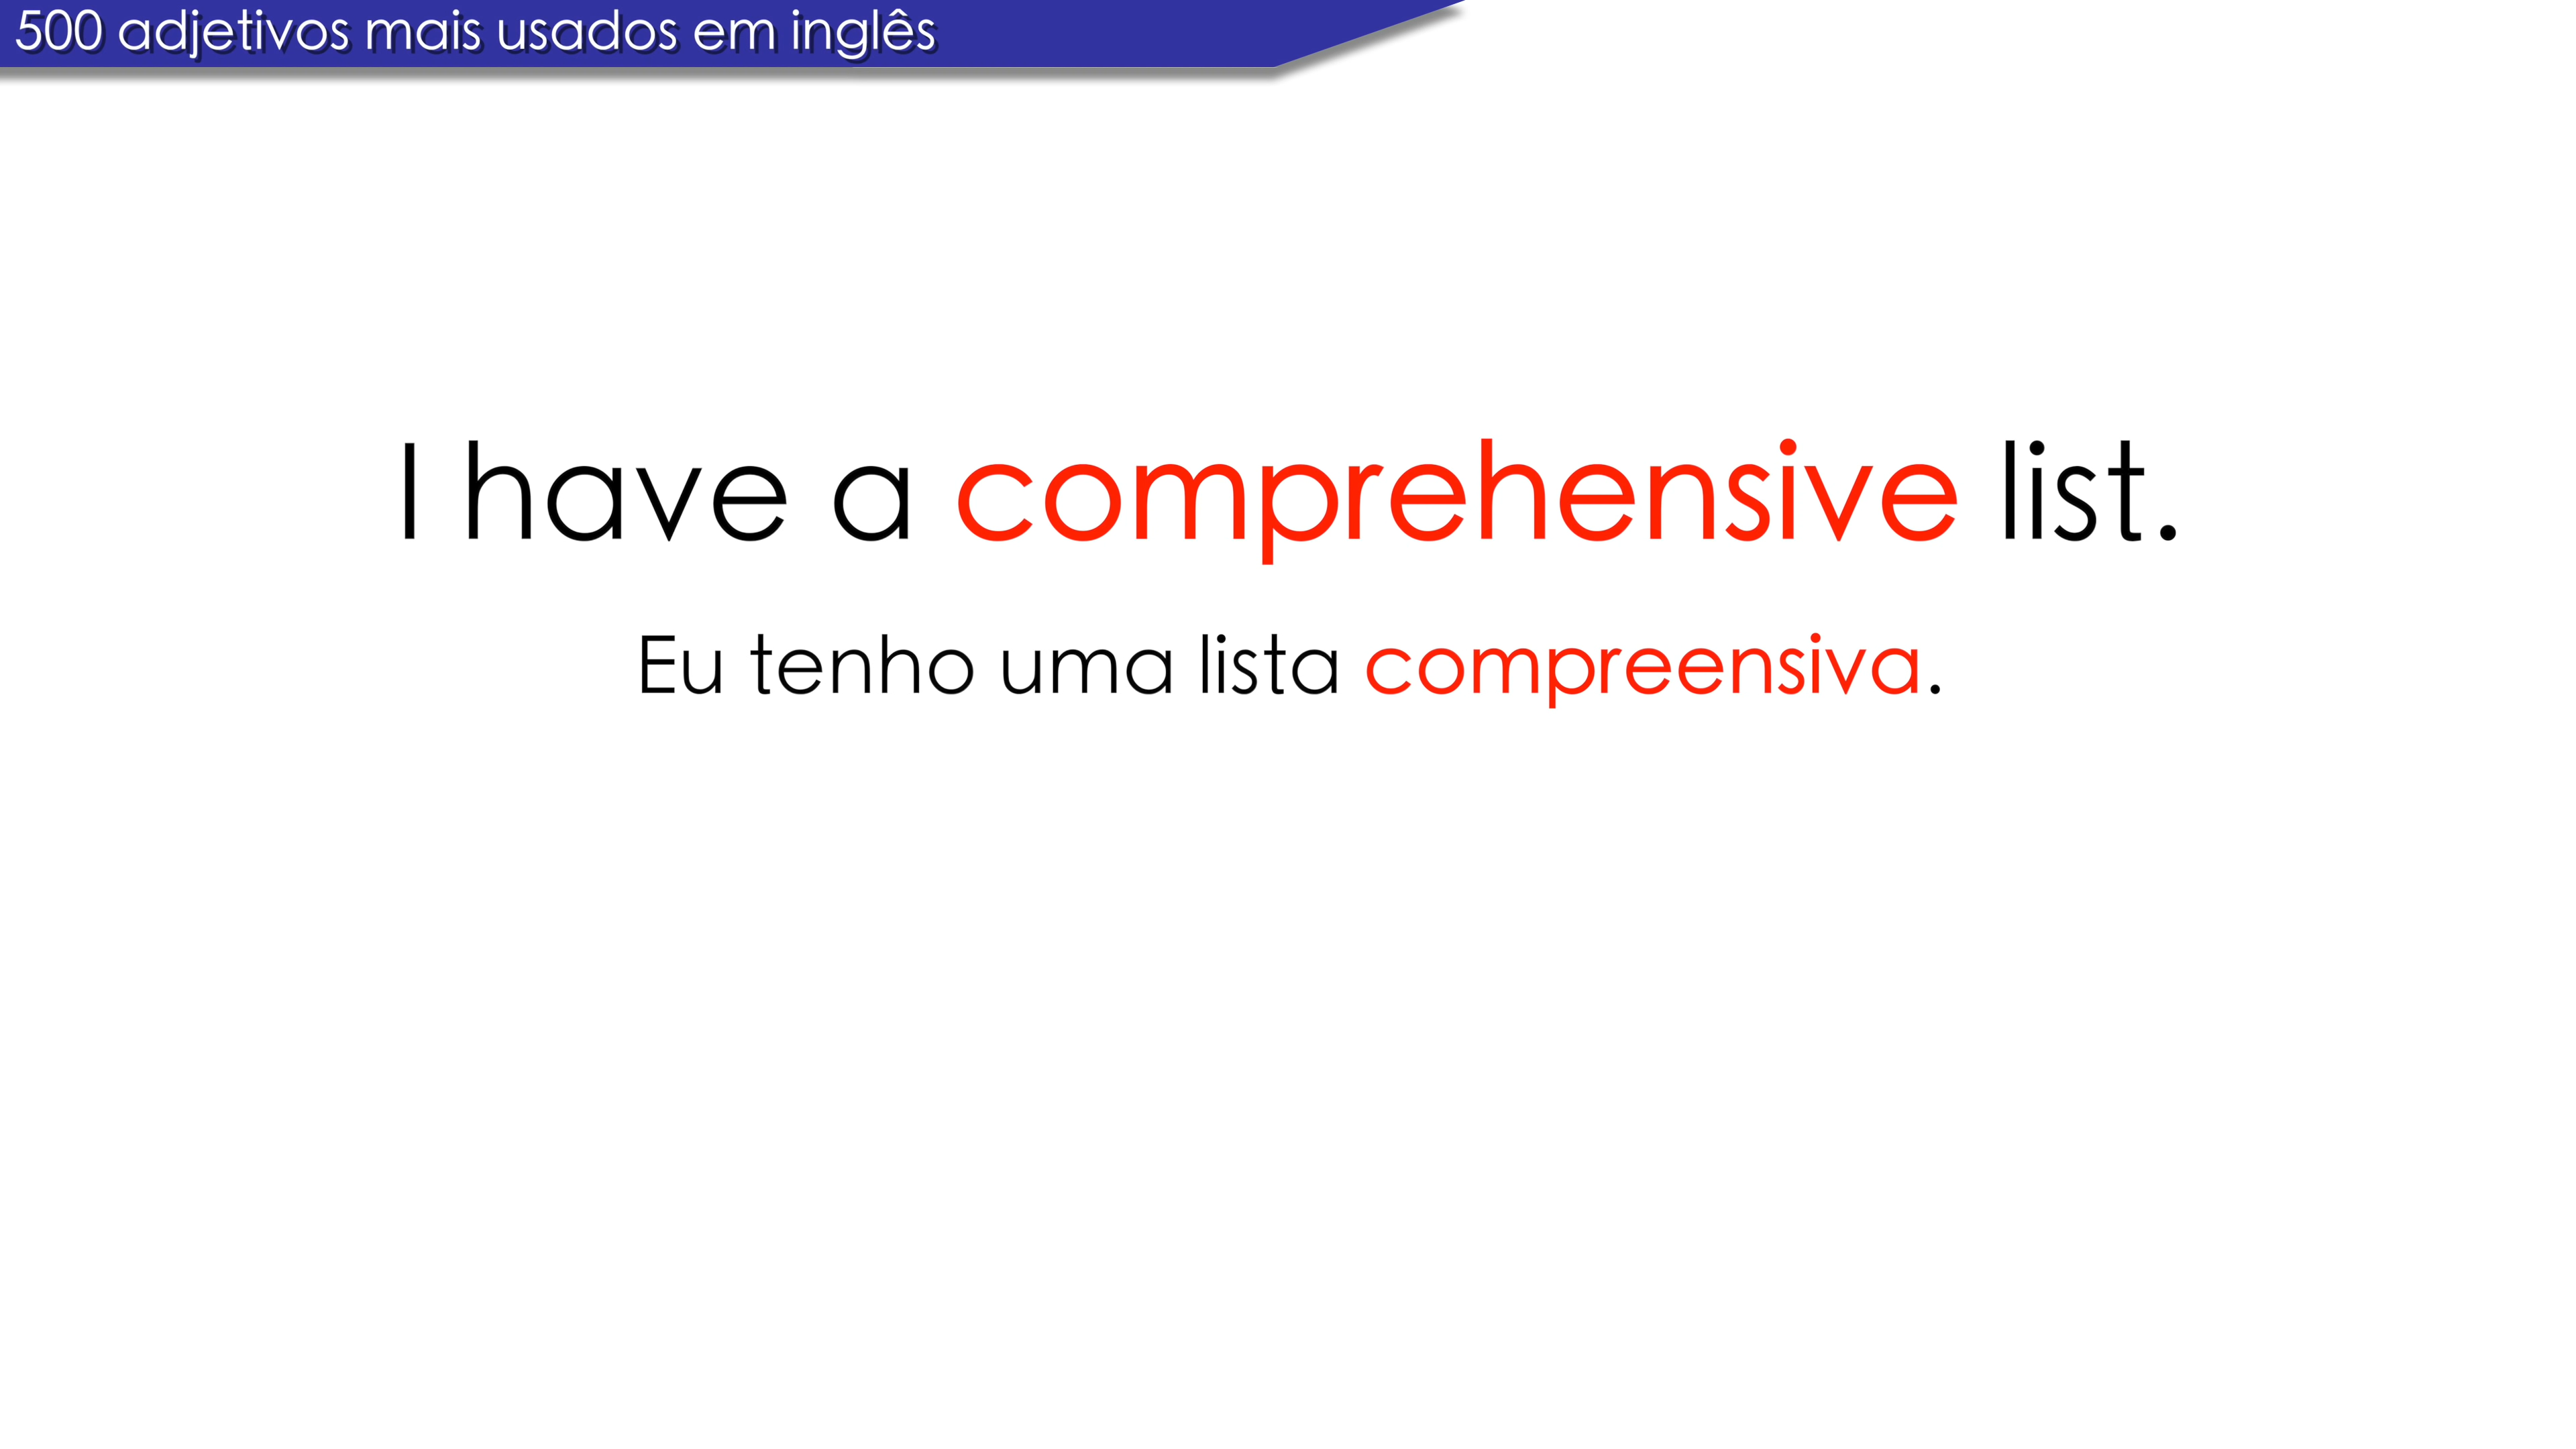 500 adjetivos mais usados em inglês
I have a comprehensive list.
Eu tenho uma lista compreensiva.